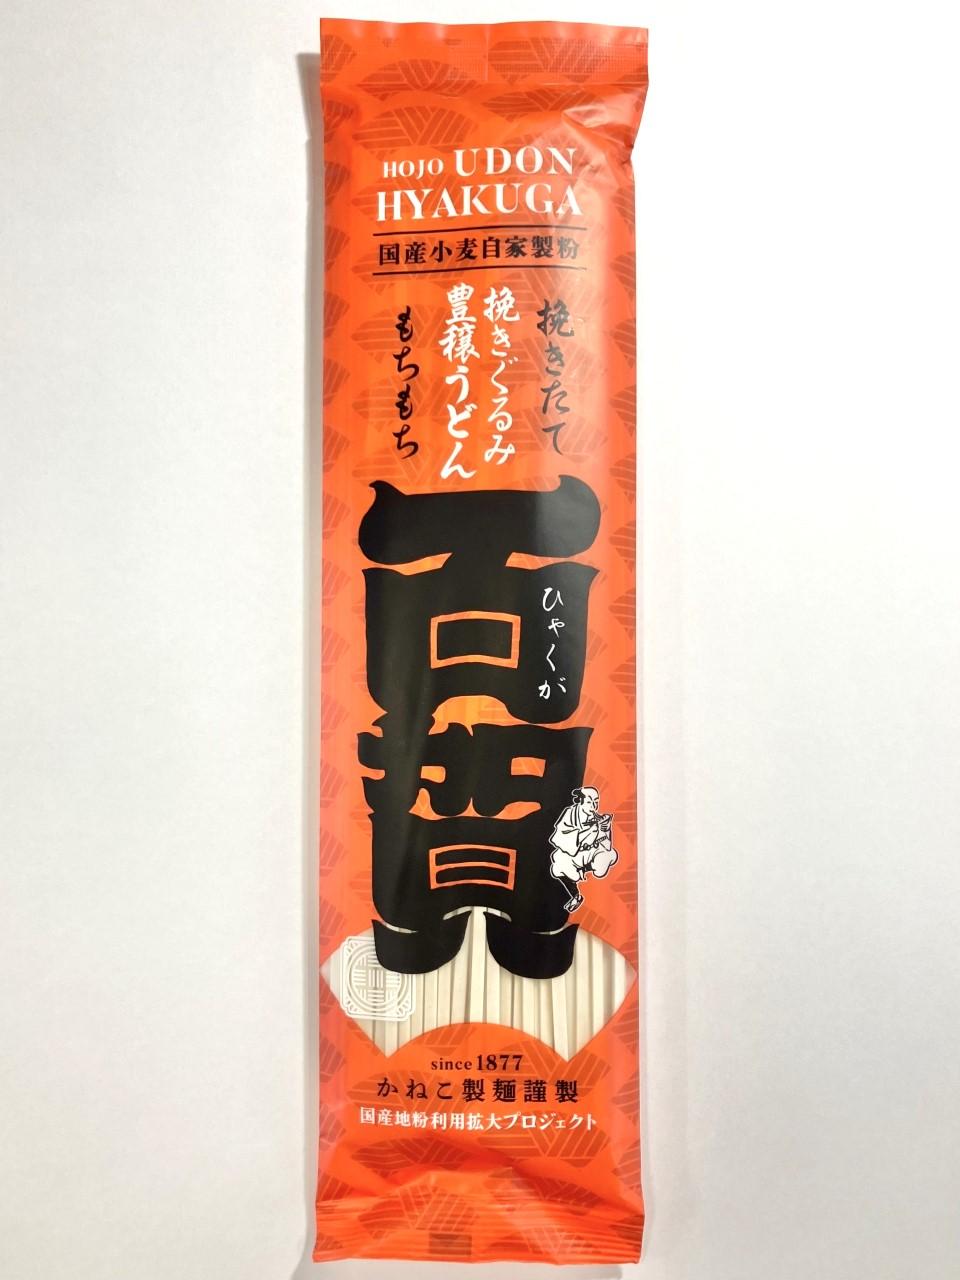 HOJO UDON
HYAKUGA
国産小麦自家製粉
挽きたて
挽きぐるみ
豊穣うどん
もちもち
百賀
ひゃくが
since 1877
かねこ製麺謹製
国産地粉利用拡大プロジェクト